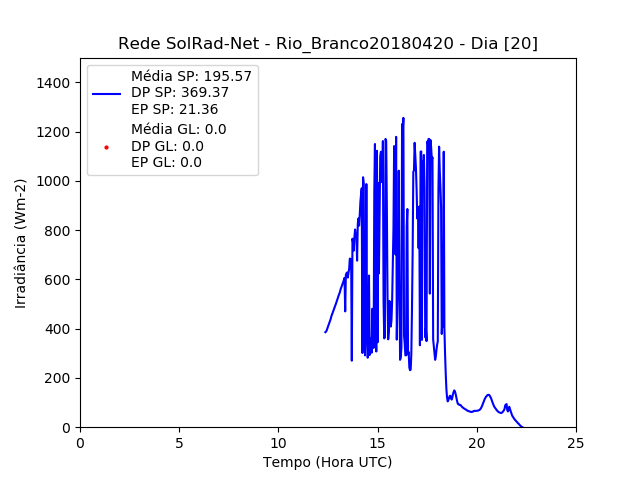 Rede SolRad-Net - Rio_Branco20180420 - Dia [20]
Média SP: 195.57
DP SP: 369.37
EP SP: 21.36
Média GL: 0.0
DP GL: 0.0
EP GL: 0.0
Irradiância (Wm-2)
1400
1200
1000
800
600
400
200
0
0 5 10 15 20 25
Tempo (Hora UTC)